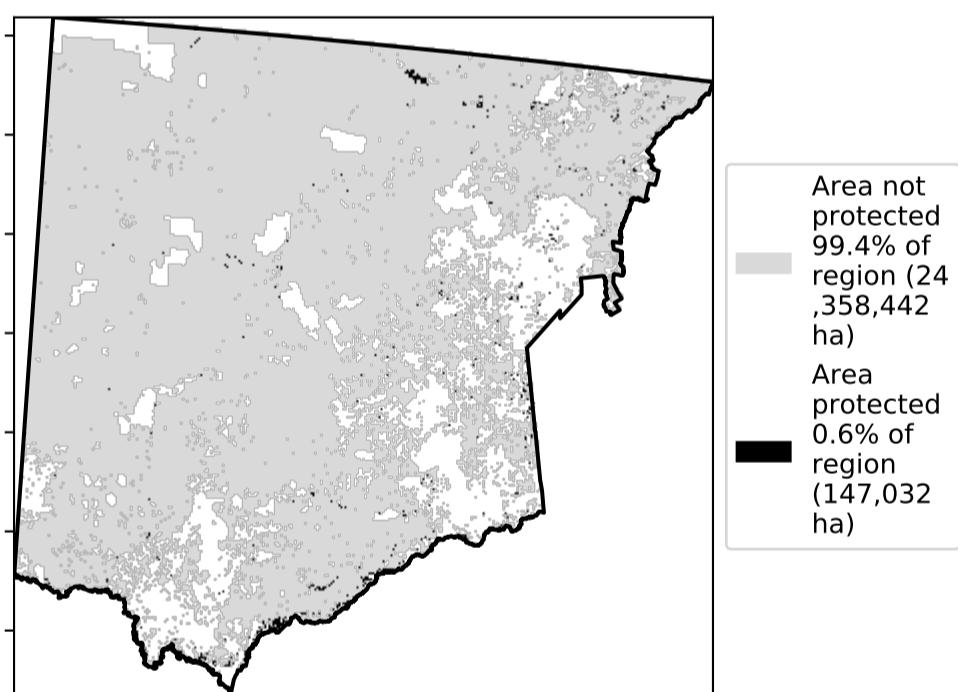 Area not
protected
99.4% of
region (24
,358,442
ha)
Area
protected
0.6% of
region
(147,032
ha)